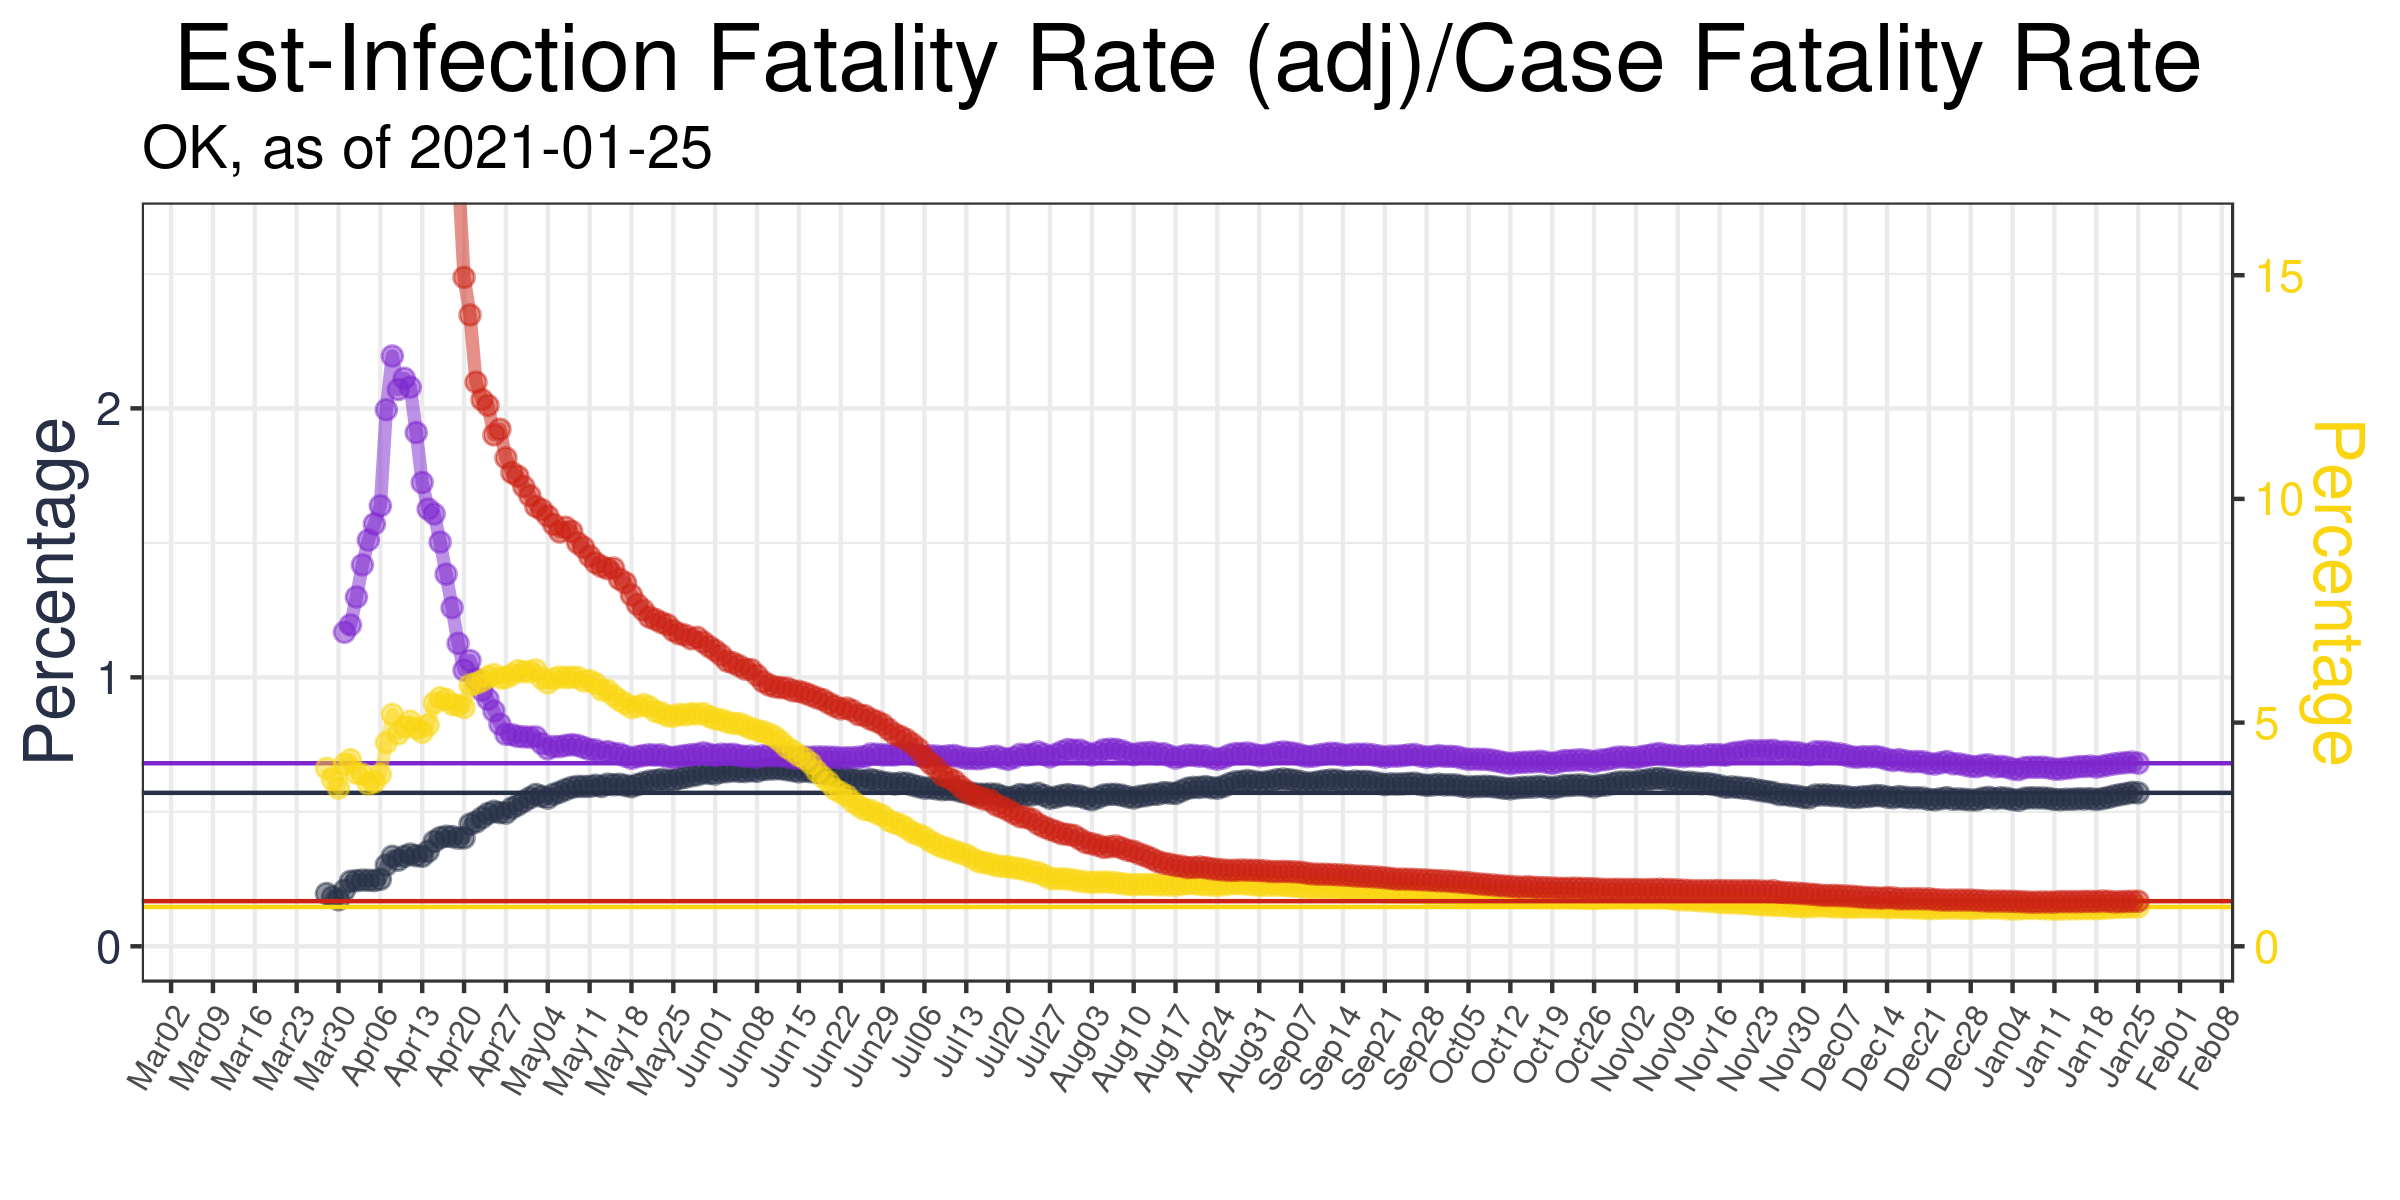 Est-Infection Fatality Rate (adj)/Case Fatality Rate
OK, as of 2021-01-25
Percentage
2
1
0
15
10
5
0
Percentage
Mar02
Mar09
Mar16
Mar23
Mar30
Apr06
Apr13
Apr20
Apr27
May04
May11
May18
May25
Jun01
Jun08
Jun15
Jun22
Jun29
Jul06
Jul13
Jul20
Jul27
Aug03
Aug10
Aug17
Aug24
Aug31
Sep07
Sep14
Sep21
Sep28
Oct05
Oct12
Oct19
Oct26
Nov02
Nov09
Nov16
Nov23
Nov30
Dec07
Dec14
Dec21
Dec28
Jan04
Jan11
Jan18
Jan25
Feb01
Feb08